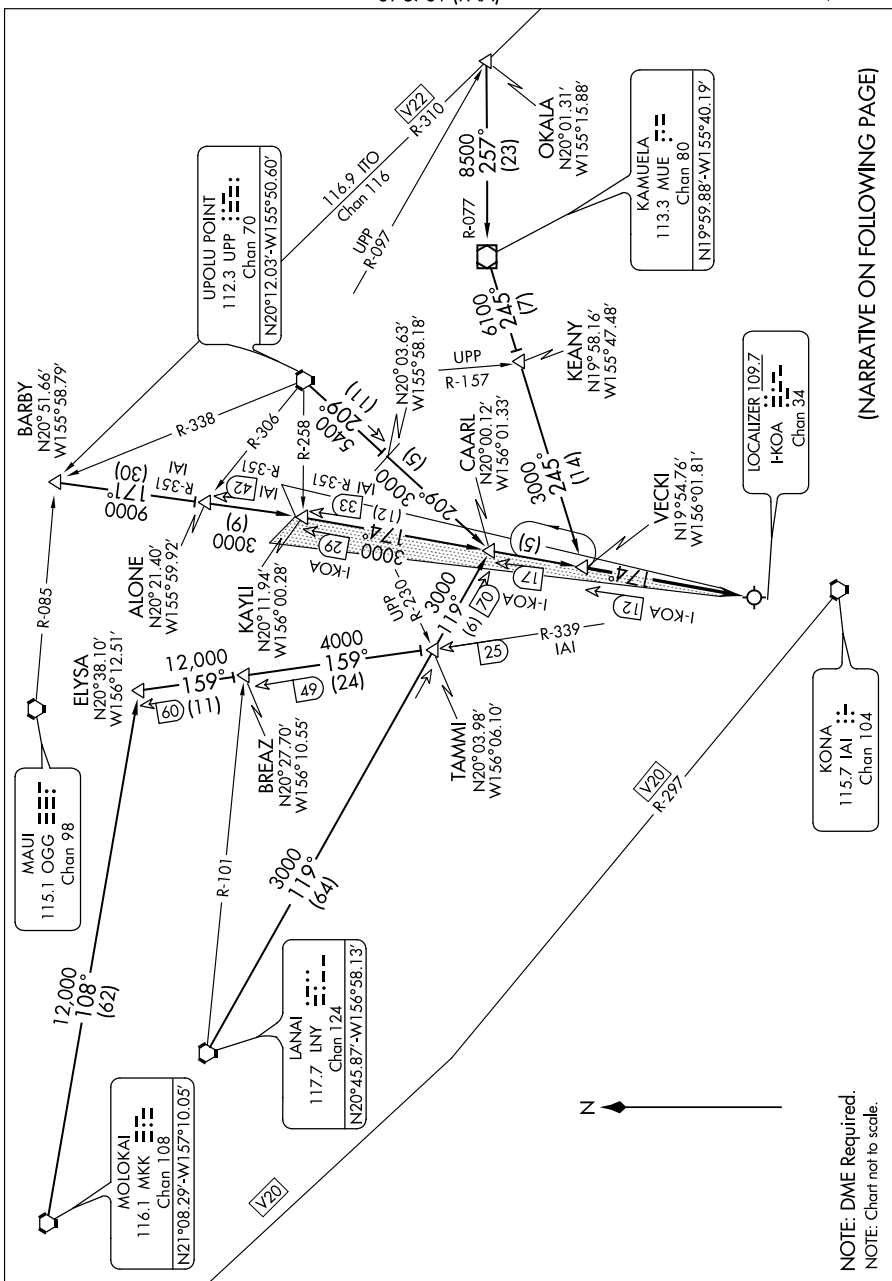 BARBY
N20°51.66'
W155°58.79'
UPOLU POINT
112.3 UPP
Chan 70
N20°12.03'-W155°50.60'
116.9 ITO
Chan 116
V22
R-310
UPP
R-097
OKALA
N20°01.31'
W155°15.88'
8500
257°
(23)
R-077
KAMUELA
113.3 MUE
Chan 80
N19°59.88'-W155°40.19'
6100
245°
(7)
KEANY
N19°58.16'
W155°47.48'
UPP
R-157
3000
245°
(14)
N20°03.63'
W155°58.18'
5400
209°
(11)
3000
209°
(5)
R-338
R-306
R-258
9000
171°
(30)
IAI
R-351
ALONE
N20°21.40'
W155°59.92'
42
IAI R-351
3000
(9)
KAYLI
N20°11.94'
W156°00.28'
33
IAI R-351
29
I-KOA
3000
174°
(12)
CAARL
N20°00.12'
W156°01.33'
17
I-KOA
(5)
VECKI
N19°54.76'
W156°01.81'
174°
12
I-KOA
LOCALIZER 109.7
I-KOA
Chan 34
R-085
MAUI
115.1 OGG
Chan 98
ELYSA
N20°38.10'
W156°12.51'
12,000
108°
(62)
60
12,000
159°
(11)
BREAZ
N20°27.70'
W156°10.55'
49
4000
159°
(24)
R-101
TAMMI
N20°03.98'
W156°06.10'
UPP
R-230
3000
119°
(6)
70
25
R-339
IAI
3000
119°
(64)
LANAI
117.7 LNY
Chan 124
N20°45.87'-W156°58.13'
MOLOKAI
116.1 MKK
Chan 108
N21°08.29'-W157°10.05'
V20
V20
R-297
KONA
115.7 IAI
Chan 104
N
NOTE: DME Required.
NOTE: Chart not to scale.
(NARRATIVE ON FOLLOWING PAGE)